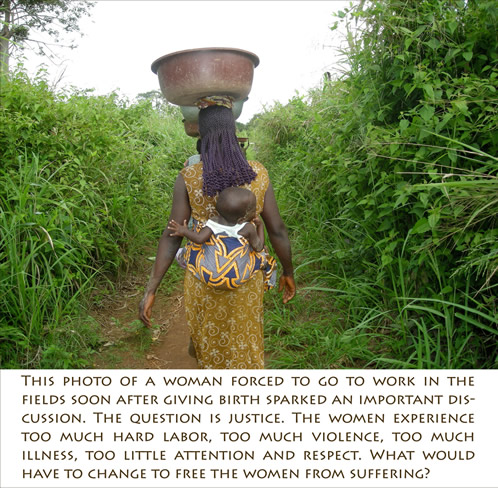 This photo of a woman forced to go to work in the
fields soon after giving birth sparked an important dis-
cussion. The question is justice. The women experience
too much hard labor, too much violence, too much
illness, too little attention and respect. What would
have to change to free the women from suffering?